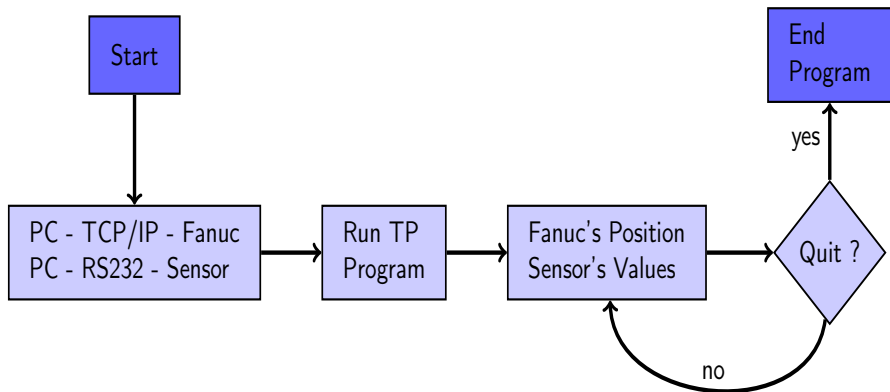 Start
End
Program
yes
PC - TCP/IP - Fanuc
PC - RS232 - Sensor
Run TP
Program
Fanuc's Position
Sensor's Values
Quit ?
no